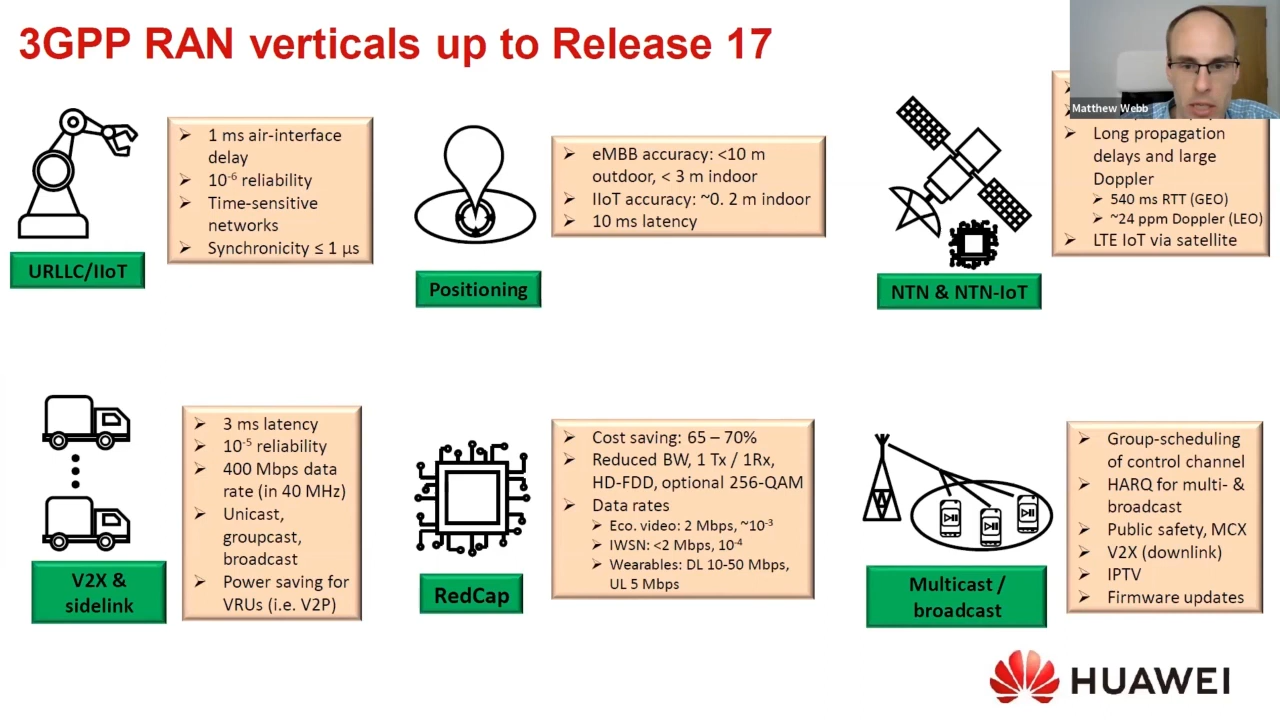 3GPP RAN verticals up to Release 17
Matthew Webb
➢ 1 ms air-interface
delay
➢ 10-6 reliability
➢ Time-sensitive
networks
➢ Synchronicity ≤ 1 µs
URLLC/IIoT
➢ eMBB accuracy: <10 m
outdoor, < 3 m indoor
➢ IIoT accuracy: ~0. 2 m indoor
➢ 10 ms latency
Positioning
➢ Long propagation
delays and large
Doppler
➢ 540 ms RTT (GEO)
➢ ~24 ppm Doppler (LEO)
➢ LTE IoT via satellite
NTN & NTN-IoT
➢ 3 ms latency
➢ 10-5 reliability
➢ 400 Mbps data
rate (in 40 MHz)
➢ Unicast,
groupcast,
broadcast
➢ Power saving for
VRUs (i.e. V2P)
V2X &
sidelink
➢ Cost saving: 65 – 70%
➢ Reduced BW, 1 Tx / 1Rx,
HD-FDD, optional 256-QAM
➢ Data rates
➢ Eco. video: 2 Mbps, ~10-3
➢ IWSN: <2 Mbps, 10-4
➢ Wearables: DL 10-50 Mbps,
UL 5 Mbps
RedCap
➢ Group-scheduling
of control channel
➢ HARQ for multi- &
broadcast
➢ Public safety, MCX
➢ V2X (downlink)
➢ IPTV
➢ Firmware updates
Multicast /
broadcast
HUAWEI